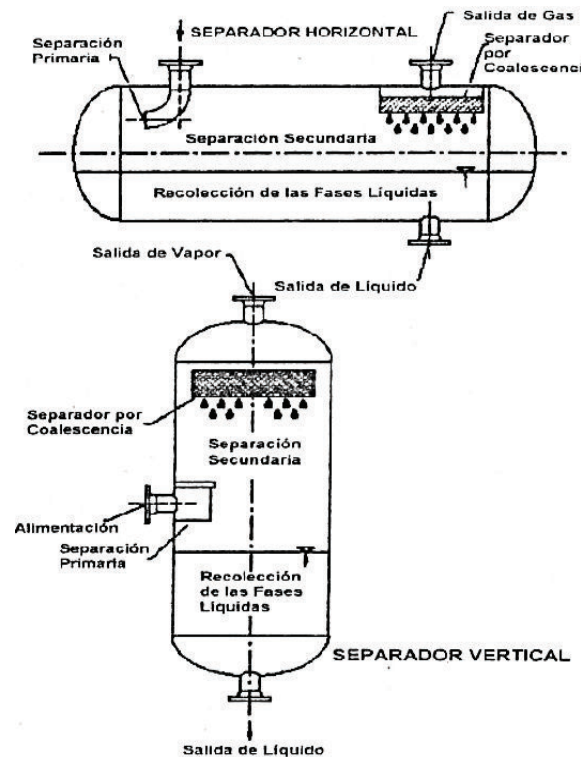 SEPARADOR HORIZONTAL
Separación
Primaria
Salida de Gas
Separador
por
Coalescencia
Separación Secundaria
Recolección de las Fases Líquidas
Salida de Líquido
Salida de Vapor
Separador por
Coalescencia
Separación
Secundaria
Alimentación
Separación
Primaria
Recolección
de las Fases
Líquidas
SEPARADOR VERTICAL
Salida de Líquido